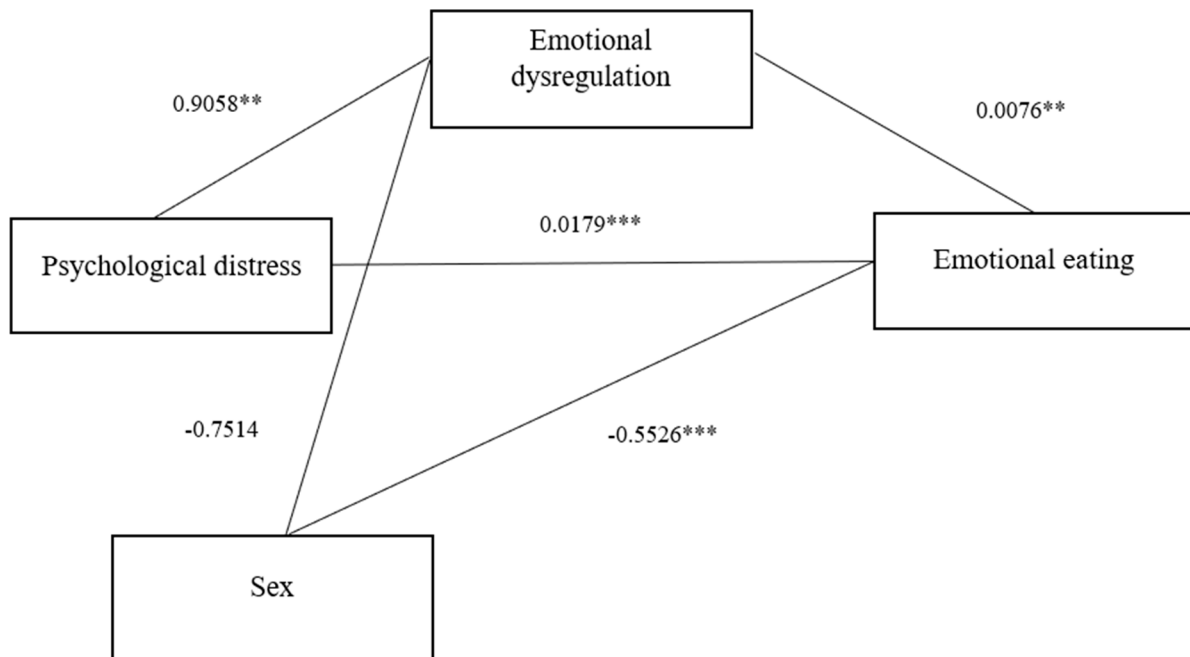 Emotional
dysregulation
0.9058**
0.0076**
0.0179***
Psychological distress
Emotional eating
-0.7514
-0.5526***
Sex